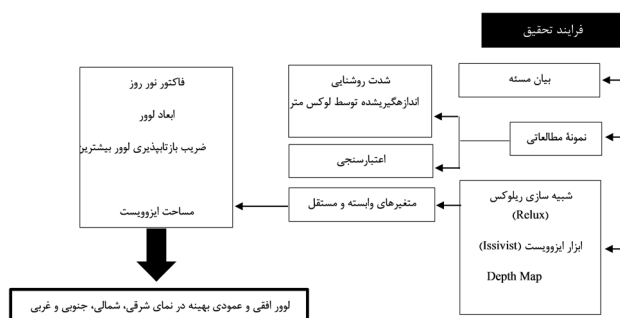 فرایند تحقیق
بیان مسئه
نمونهٔ مطالعاتی
شبیه سازی ریلوکس
(Relux)
ابزار ایزوویست (Issivist)
Depth Map
شدت روشنایی
اندازهگیریشده توسط لوکس متر
اعتبارسنجی
متغیرهای وابسته و مستقل
فاکتور نور روز
ابعاد لوور
ضریب بازتابپذیری لوور بیشترین
مساحت ایزوویست
لوور افقی و عمودی بهینه در نمای شرقی، شمالی، جنوبی و غربی